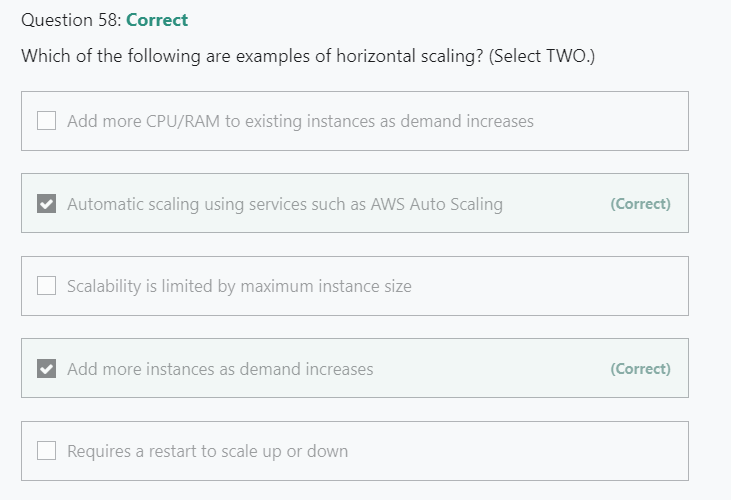 Question 58: Correct
Which of the following are examples of horizontal scaling? (Select TWO.)
Add more CPU/RAM to existing instances as demand increases
Automatic scaling using services such as AWS Auto Scaling (Correct)
Scalability is limited by maximum instance size
Add more instances as demand increases (Correct)
Requires a restart to scale up or down